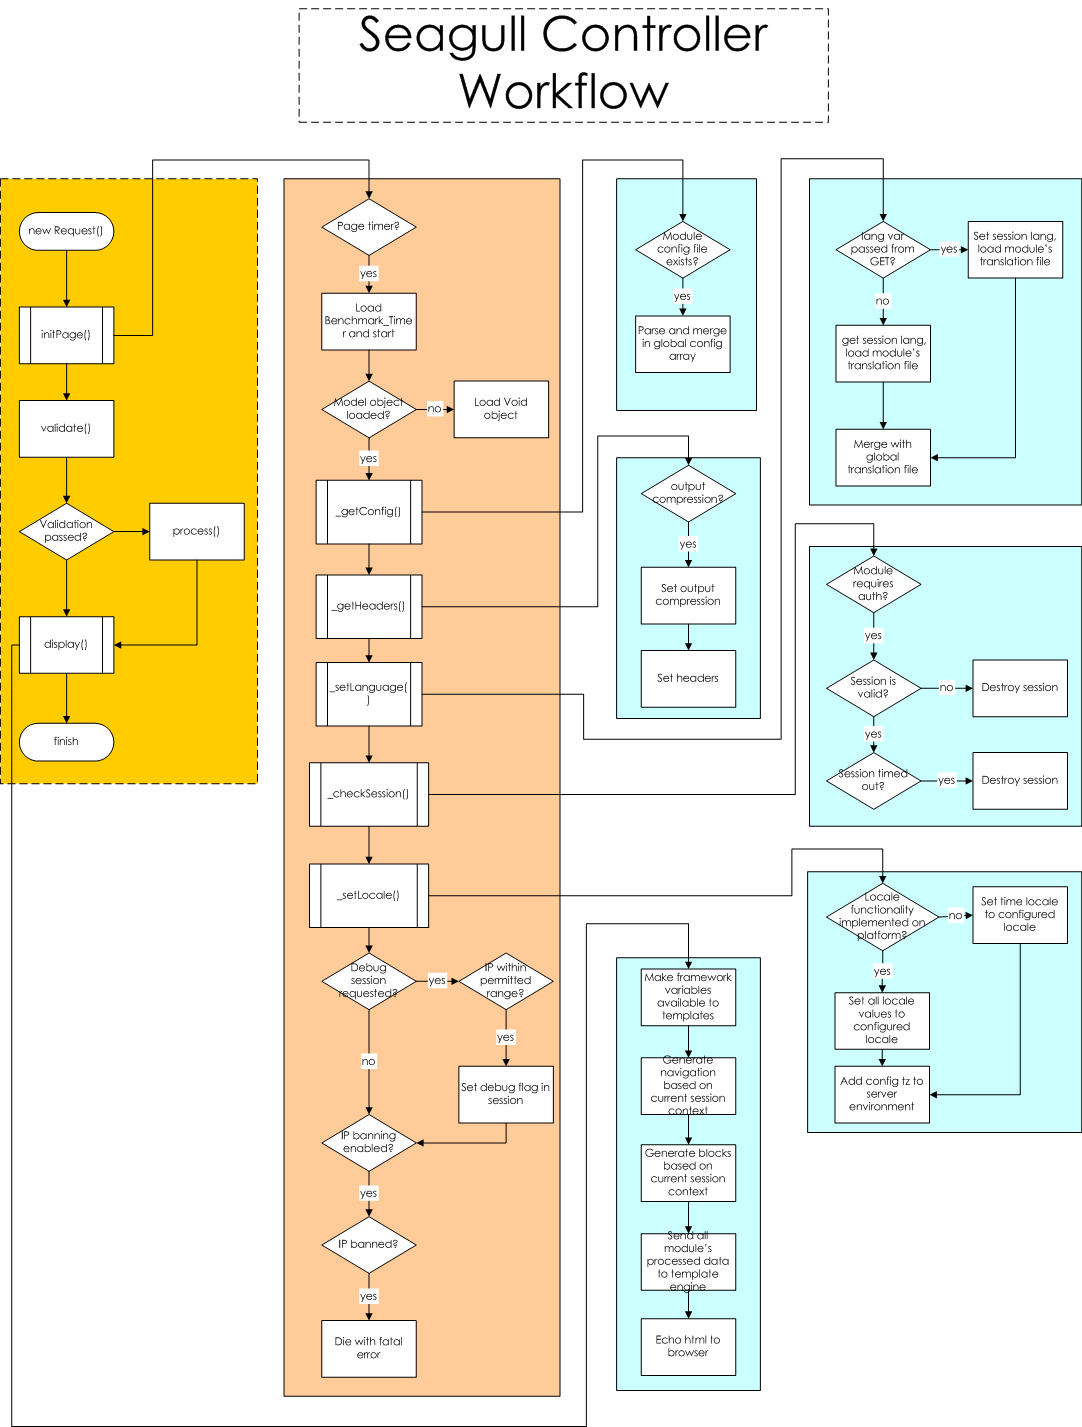 Seagull Controller
Workflow
new Request()
initPage()
validate()
Validation
passed?
process()
display()
finish
Page timer?
yes
Load
Benchmark_Time
r and start
Model object
loaded?
no
Load Void
object
yes
_getConfig()
_getHeaders()
_setLanguage(
)
_checkSession()
_setLocale()
Debug
session
requested?
yes
IP within
permitted
range?
yes
no
Set debug flag in
session
IP banning
enabled?
yes
IP banned?
yes
Die with fatal
error
Module
config file
exists?
yes
Parse and merge
in global config
array
output
compression?
yes
Set output
compression
Set headers
Make framework
variables
available to
templates
Generate
navigation
based on
current session
context
Generate blocks
based on
current session
context
Send all
module's
processed data
to template
engine
Echo html to
browser
lang var
passed from
GET?
yes
Set session lang,
load module's
translation file
no
get session lang,
load module's
translation file
Merge with
global
translation file
Module
requires
auth?
yes
Session is
valid?
no
Destroy session
yes
Session timed
out?
yes
Destroy session
Locale
functionality
implemented on
platform?
no
Set time locale
to configured
locale
yes
Set all locale
values to
configured
locale
Add config tz to
server
environment